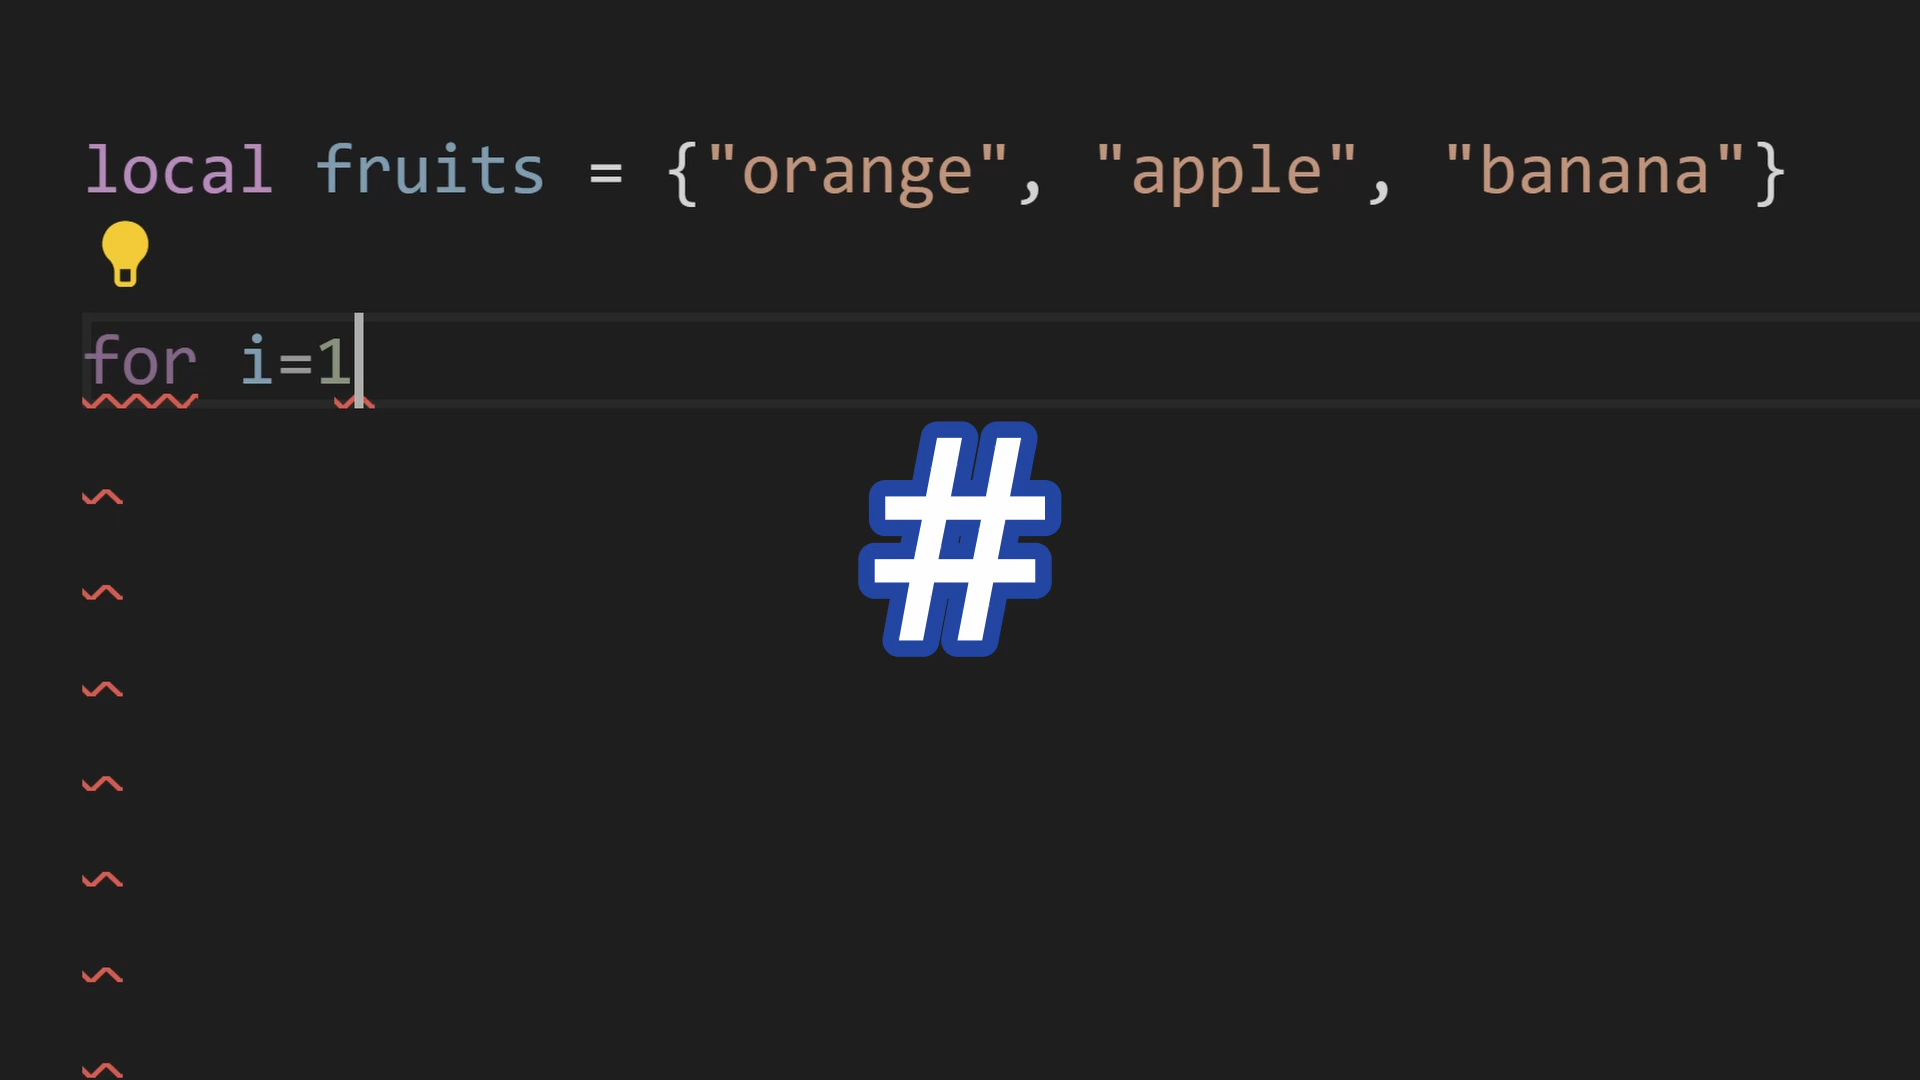 local fruits = {"orange", "apple", "banana"}
for i=1
#